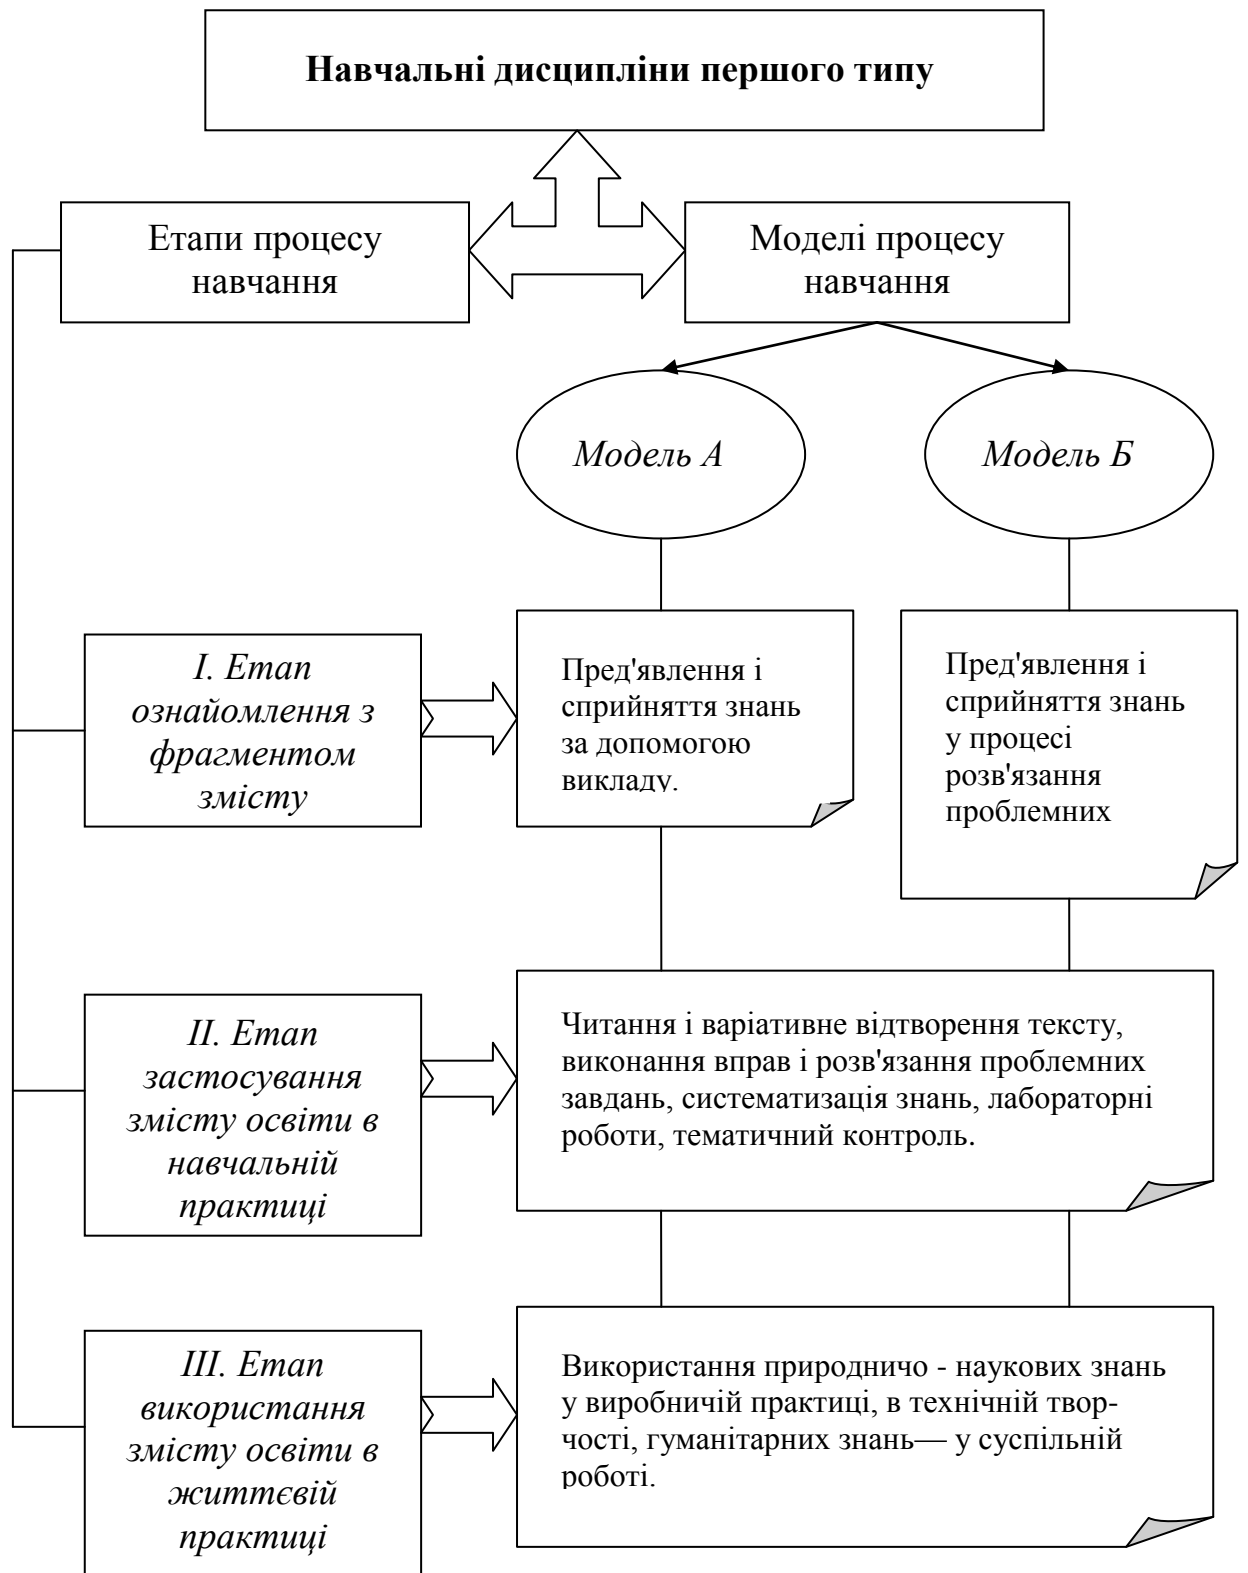 Навчальні дисципліни першого типу
Етапи процесу
навчання
Моделі процесу
навчання
Модель А
Модель Б
І. Етап
ознайомлення з
фрагментом
змісту
Пред'явлення і
сприйняття знань
за допомогою
викладу.
Пред'явлення і
сприйняття знань
у процесі
розв'язання
проблемних
ІІ. Етап
застосування
змісту освіти в
навчальній
практиці
Читання і варіативне відтворення тексту,
виконання вправ і розв'язання проблемних
завдань, систематизація знань, лабораторні
роботи, тематичний контроль.
ІІІ. Етап
використання
змісту освіти в
життєвій
практиці
Використання природничо - наукових знань
у виробничій практиці, в технічній твор-
чості, гуманітарних знань— у суспільній
роботі.